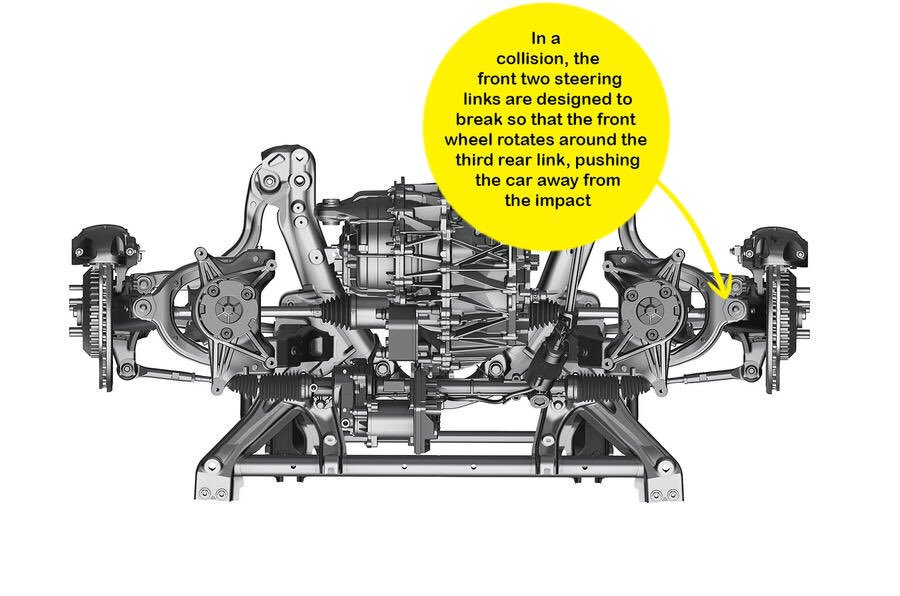 In a
collision, the
front two steering
links are designed to
break so that the front
wheel rotates around the
third rear link, pushing
the car away from
the impact